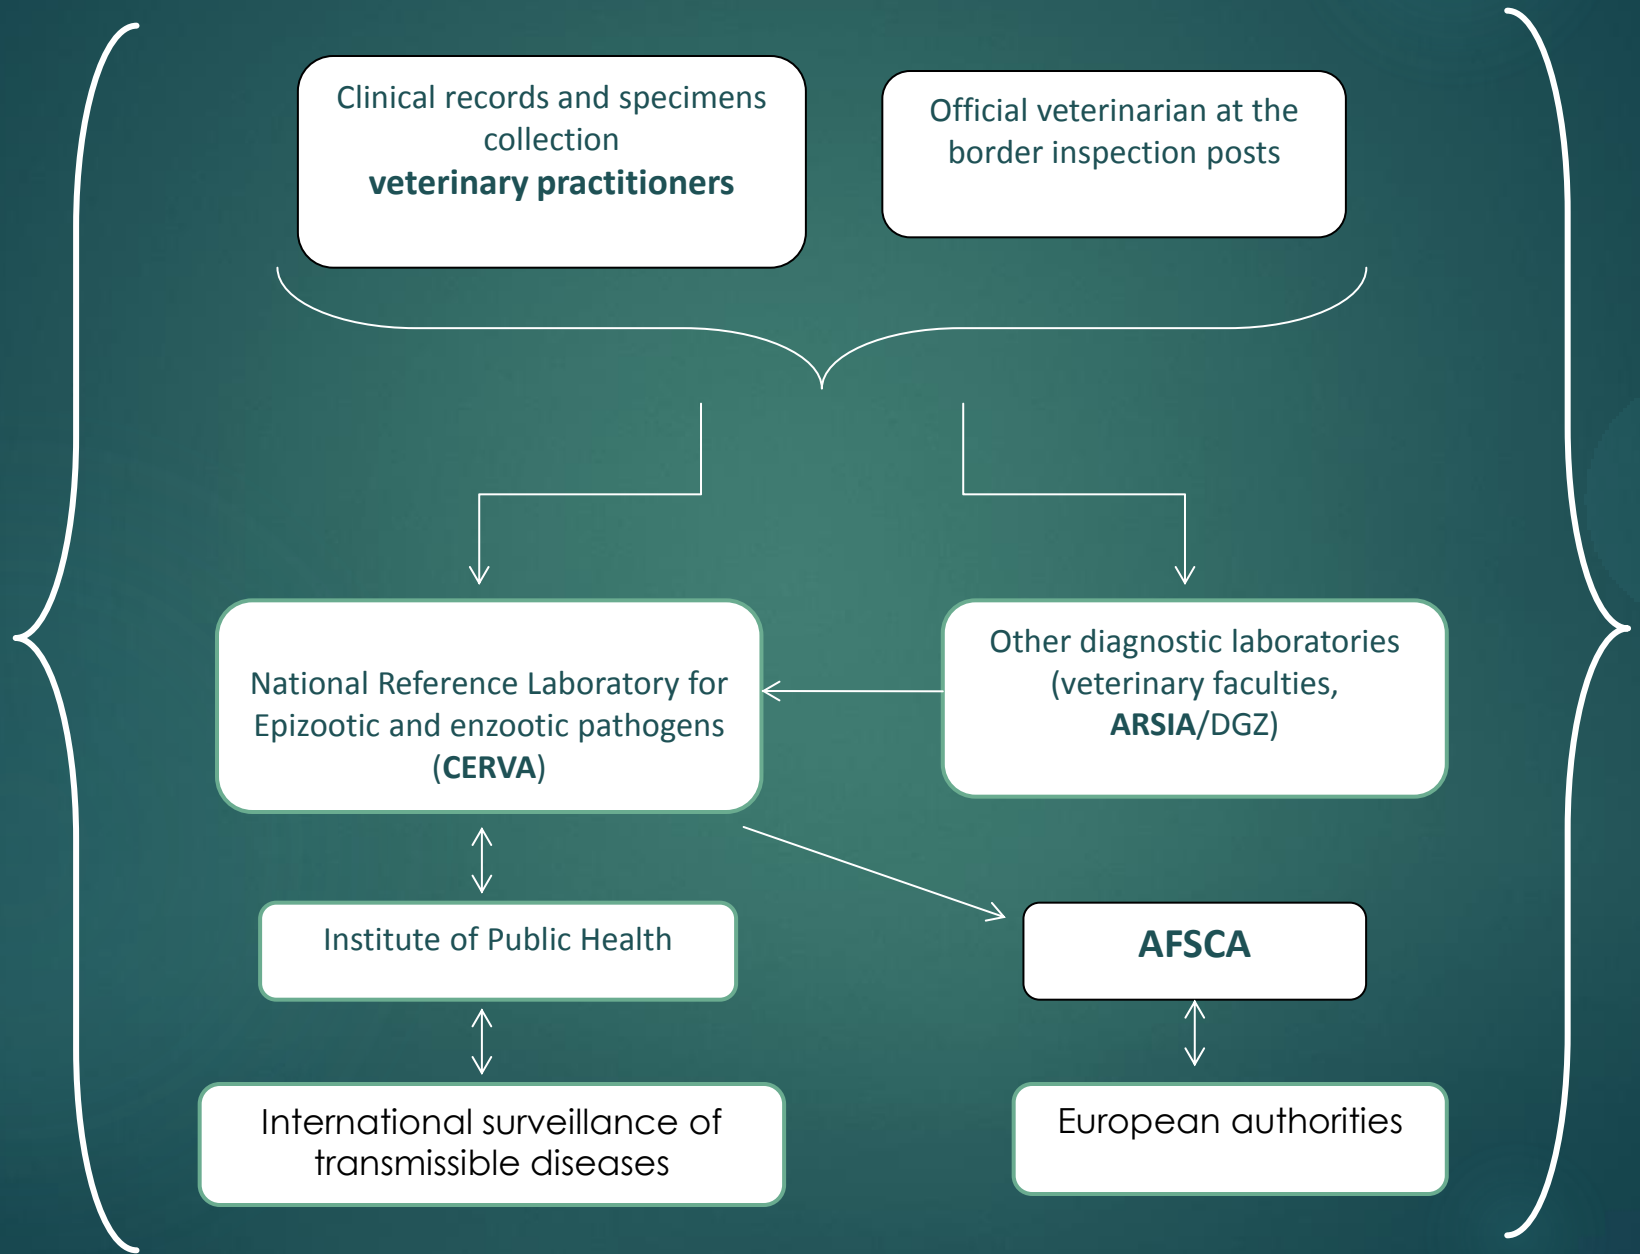 Clinical records and specimens
collection
veterinary practitioners
Official veterinarian at the
border inspection posts
National Reference Laboratory for
Epizootic and enzootic pathogens
(CERVA)
Other diagnostic laboratories
(veterinary faculties,
ARSIA/DGZ)
Institute of Public Health
AFSCA
International surveillance of
transmissible diseases
European authorities